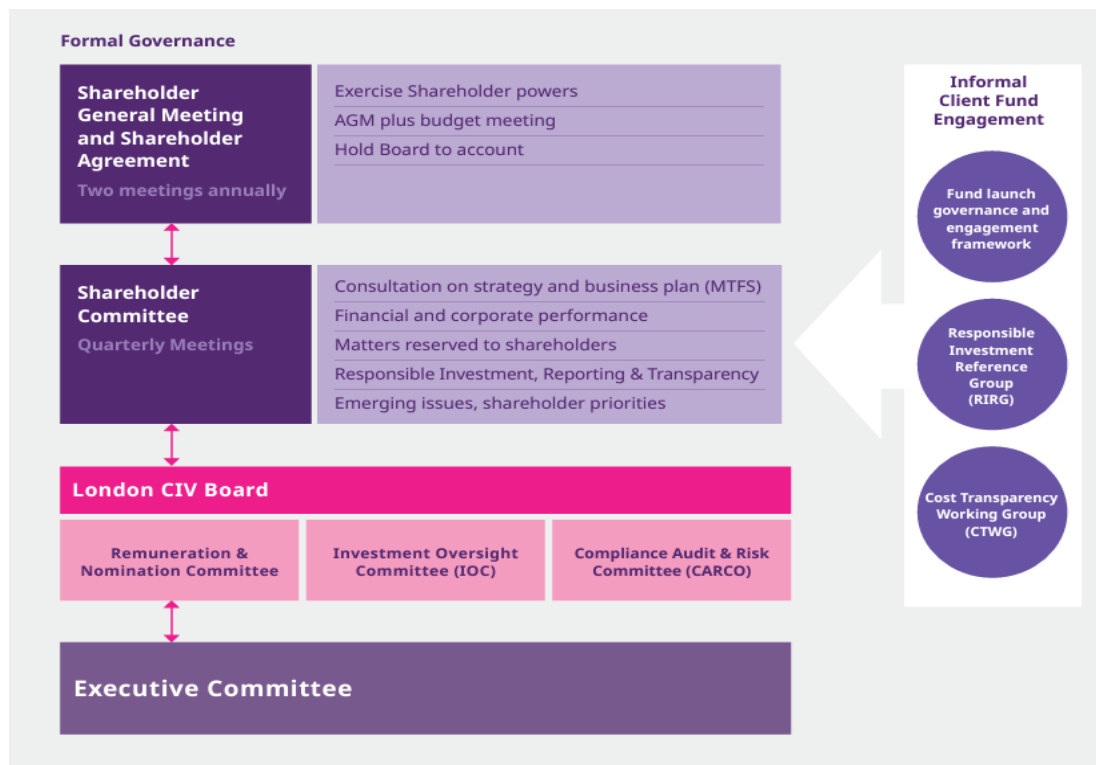 Formal Governance
Shareholder
General Meeting
and Shareholder
Agreement
Two meetings annually
Exercise Shareholder powers
AGM plus budget meeting
Hold Board to account
Shareholder
Committee
Quarterly Meetings
Consultation on strategy and business plan (MTFS)
Financial and corporate performance
Matters reserved to shareholders
Responsible Investment, Reporting & Transparency
Emerging issues, shareholder priorities
London CIV Board
Remuneration &
Nomination Committee
Investment Oversight
Committee (IOC)
Compliance Audit & Risk
Committee (CARCO)
Executive Committee
Informal
Client Fund
Engagement
Fund launch
governance and
engagement
framework
Responsible
Investment
Reference
Group
(RIRG)
Cost Transparency
Working Group
(CTWG)